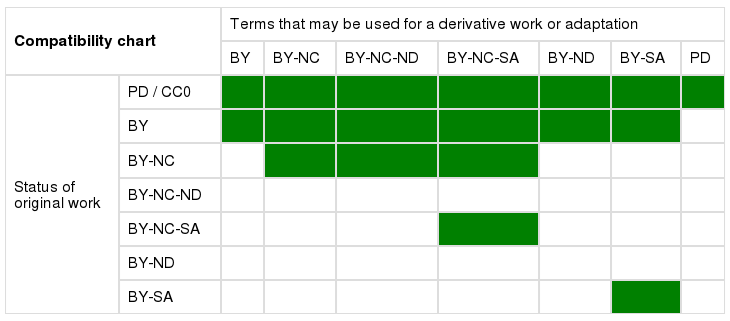 Compatibility chart
Terms that may be used for a derivative work or adaptation
BY BY-NC BY-NC-ND BY-NC-SA BY-ND BY-SA PD
Status of
original work
PD / CC0
BY
BY-NC
BY-NC-ND
BY-NC-SA
BY-ND
BY-SA